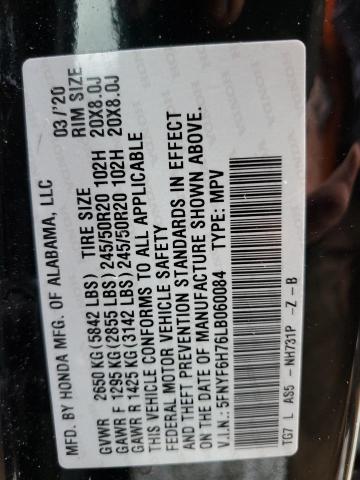 MFD. BY HONDA MFG. OF ALABAMA, LLC 03/'20
TIRE SIZE RIM SIZE
GVWR 2650 KG (5842 LBS)
GAWR F 1295 KG (2855 LBS) 245/50R20 102H 20X8.0J
GAWR R 1425 KG (3142 LBS) 245/50R20 102H 20X8.0J
THIS VEHICLE CONFORMS TO ALL APPLICABLE
FEDERAL MOTOR VEHICLE SAFETY
AND THEFT PREVENTION STANDARDS IN EFFECT
ON THE DATE OF MANUFACTURE SHOWN ABOVE.
V.I.N.: 5FNYF6H76LB060084 TYPE: MPV
TG7 L AS5 - NH731P -Z -B